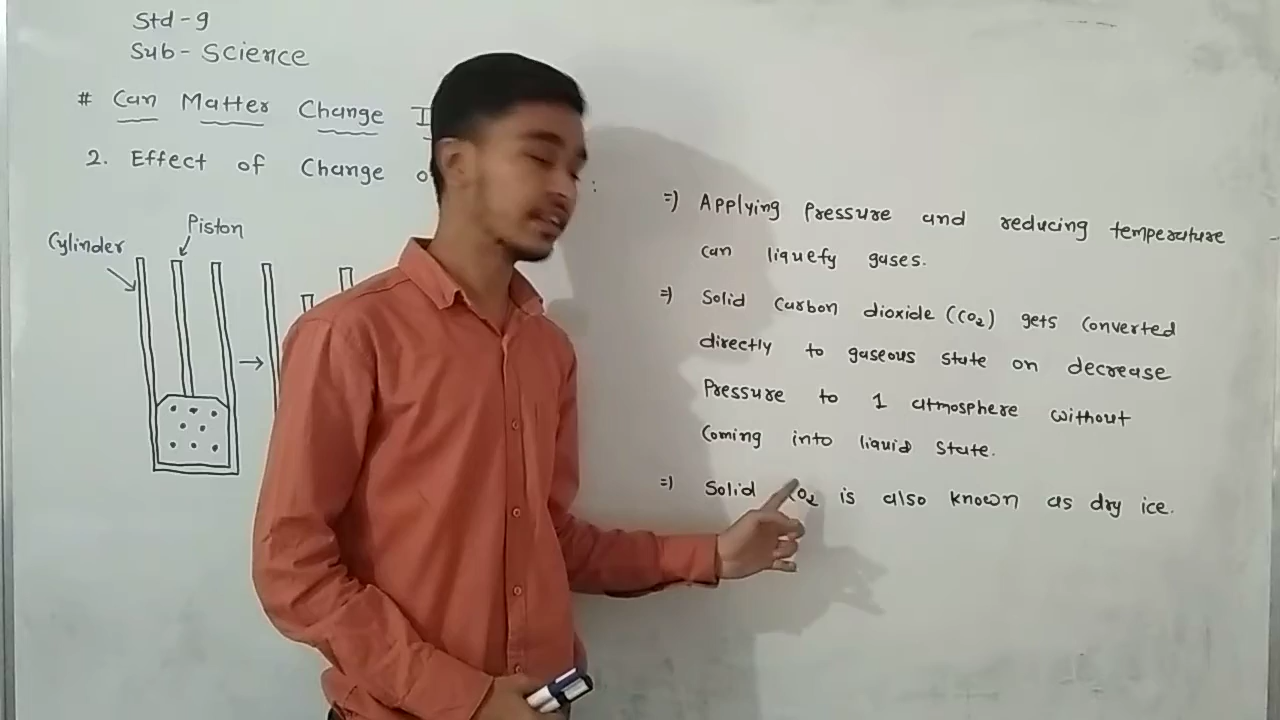 Std - 9
Sub - Science
# Can Matter Change
2. Effect of Change
Cylinder
Piston
⇒) Applying Pressure and reducing temperature
can liquefy gases.
⇒) Solid Carbon dioxide (CO₂) gets Converted
directly to gaseous state on decrease
Pressure to 1 atmosphere without
Coming into liquid state.
⇒) Solid CO₂ is also known as dry ice.